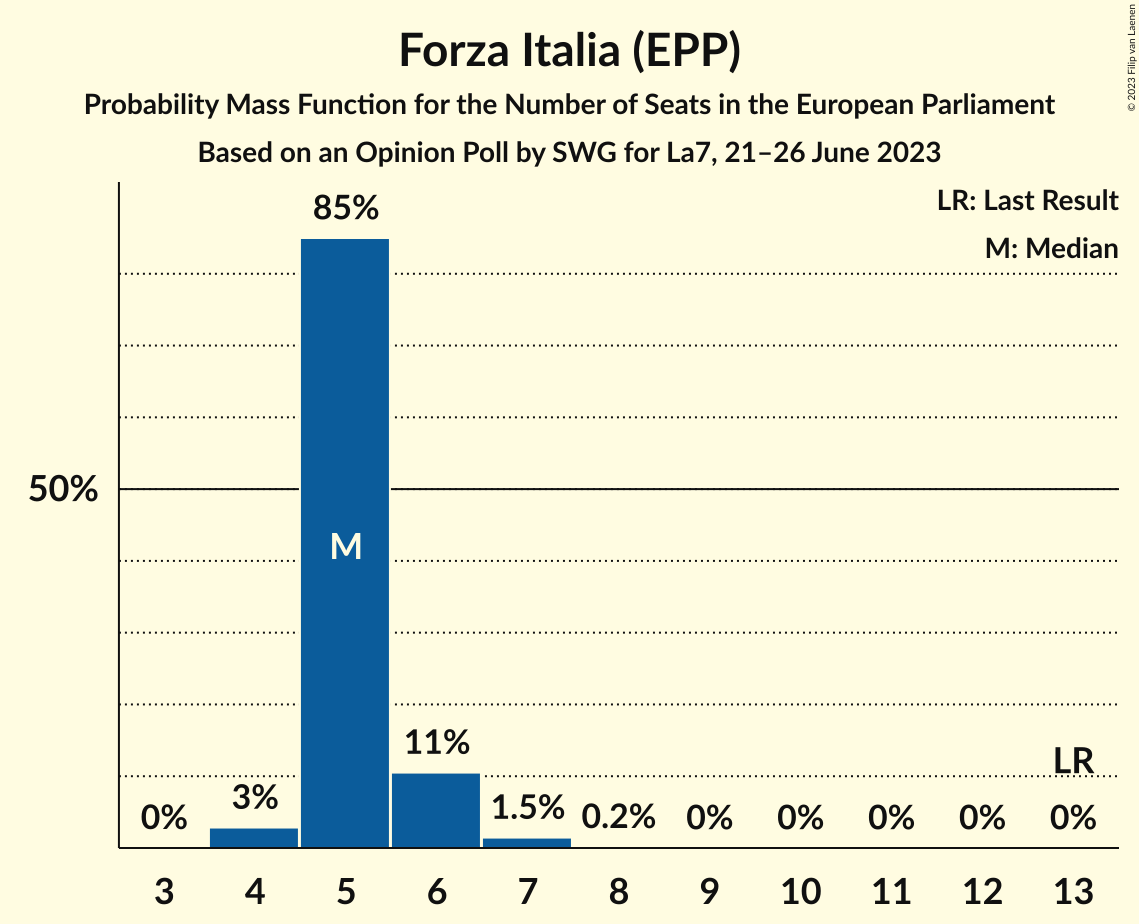 Forza Italia (EPP)
Probability Mass Function for the Number of Seats in the European Parliament
Based on an Opinion Poll by SWG for La7, 21–26 June 2023
© 2023 Filip van Laenen
LR: Last Result
M: Median
85%
50%
M
11%
LR
0%
3%
1.5%
0.2%
0%
0%
0%
0%
0%
3 4 5 6 7 8 9 10 11 12 13